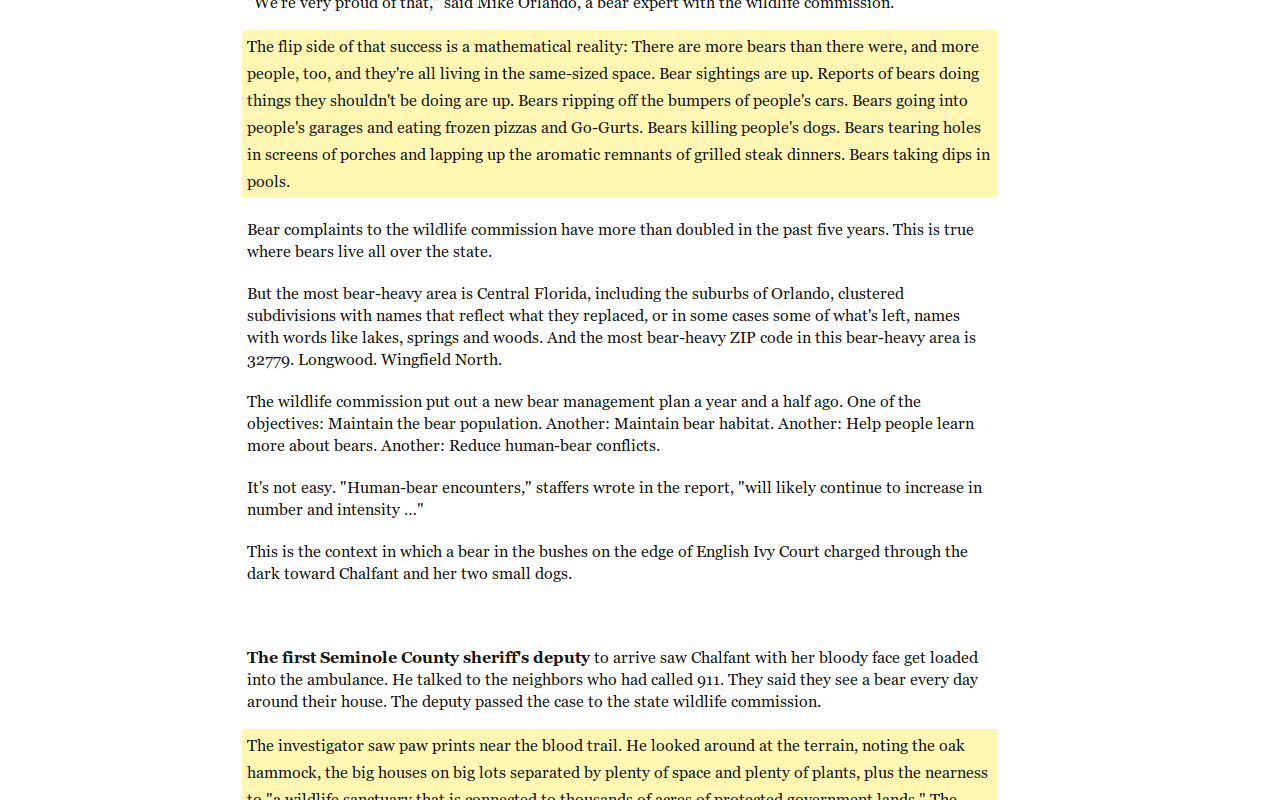 "We're very proud of that," said Mike Orlando, a bear expert with the wildlife commission.
The flip side of that success is a mathematical reality: There are more bears than there were, and more
people, too, and they're all living in the same-sized space. Bear sightings are up. Reports of bears doing
things they shouldn't be doing are up. Bears ripping off the bumpers of people's cars. Bears going into
people's garages and eating frozen pizzas and Go-Gurts. Bears killing people's dogs. Bears tearing holes
in screens of porches and lapping up the aromatic remnants of grilled steak dinners. Bears taking dips in
pools.
Bear complaints to the wildlife commission have more than doubled in the past five years. This is true
where bears live all over the state.
But the most bear-heavy area is Central Florida, including the suburbs of Orlando, clustered
subdivisions with names that reflect what they replaced, or in some cases some of what's left, names
with words like lakes, springs and woods. And the most bear-heavy ZIP code in this bear-heavy area is
32779. Longwood. Wingfield North.
The wildlife commission put out a new bear management plan a year and a half ago. One of the
objectives: Maintain the bear population. Another: Maintain bear habitat. Another: Help people learn
more about bears. Another: Reduce human-bear conflicts.
It's not easy. "Human-bear encounters," staffers wrote in the report, "will likely continue to increase in
number and intensity ..."
This is the context in which a bear in the bushes on the edge of English Ivy Court charged through the
dark toward Chalfant and her two small dogs.
The first Seminole County sheriff's deputy to arrive saw Chalfant with her bloody face get loaded
into the ambulance. He talked to the neighbors who had called 911. They said they see a bear every day
around their house. The deputy passed the case to the state wildlife commission.
The investigator saw paw prints near the blood trail. He looked around at the terrain, noting the oak
hammock, the big houses on big lots separated by plenty of space and plenty of plants, plus the nearness
to "a wildlife sanctuary that is connected to thousands of acres of protected government lands." The